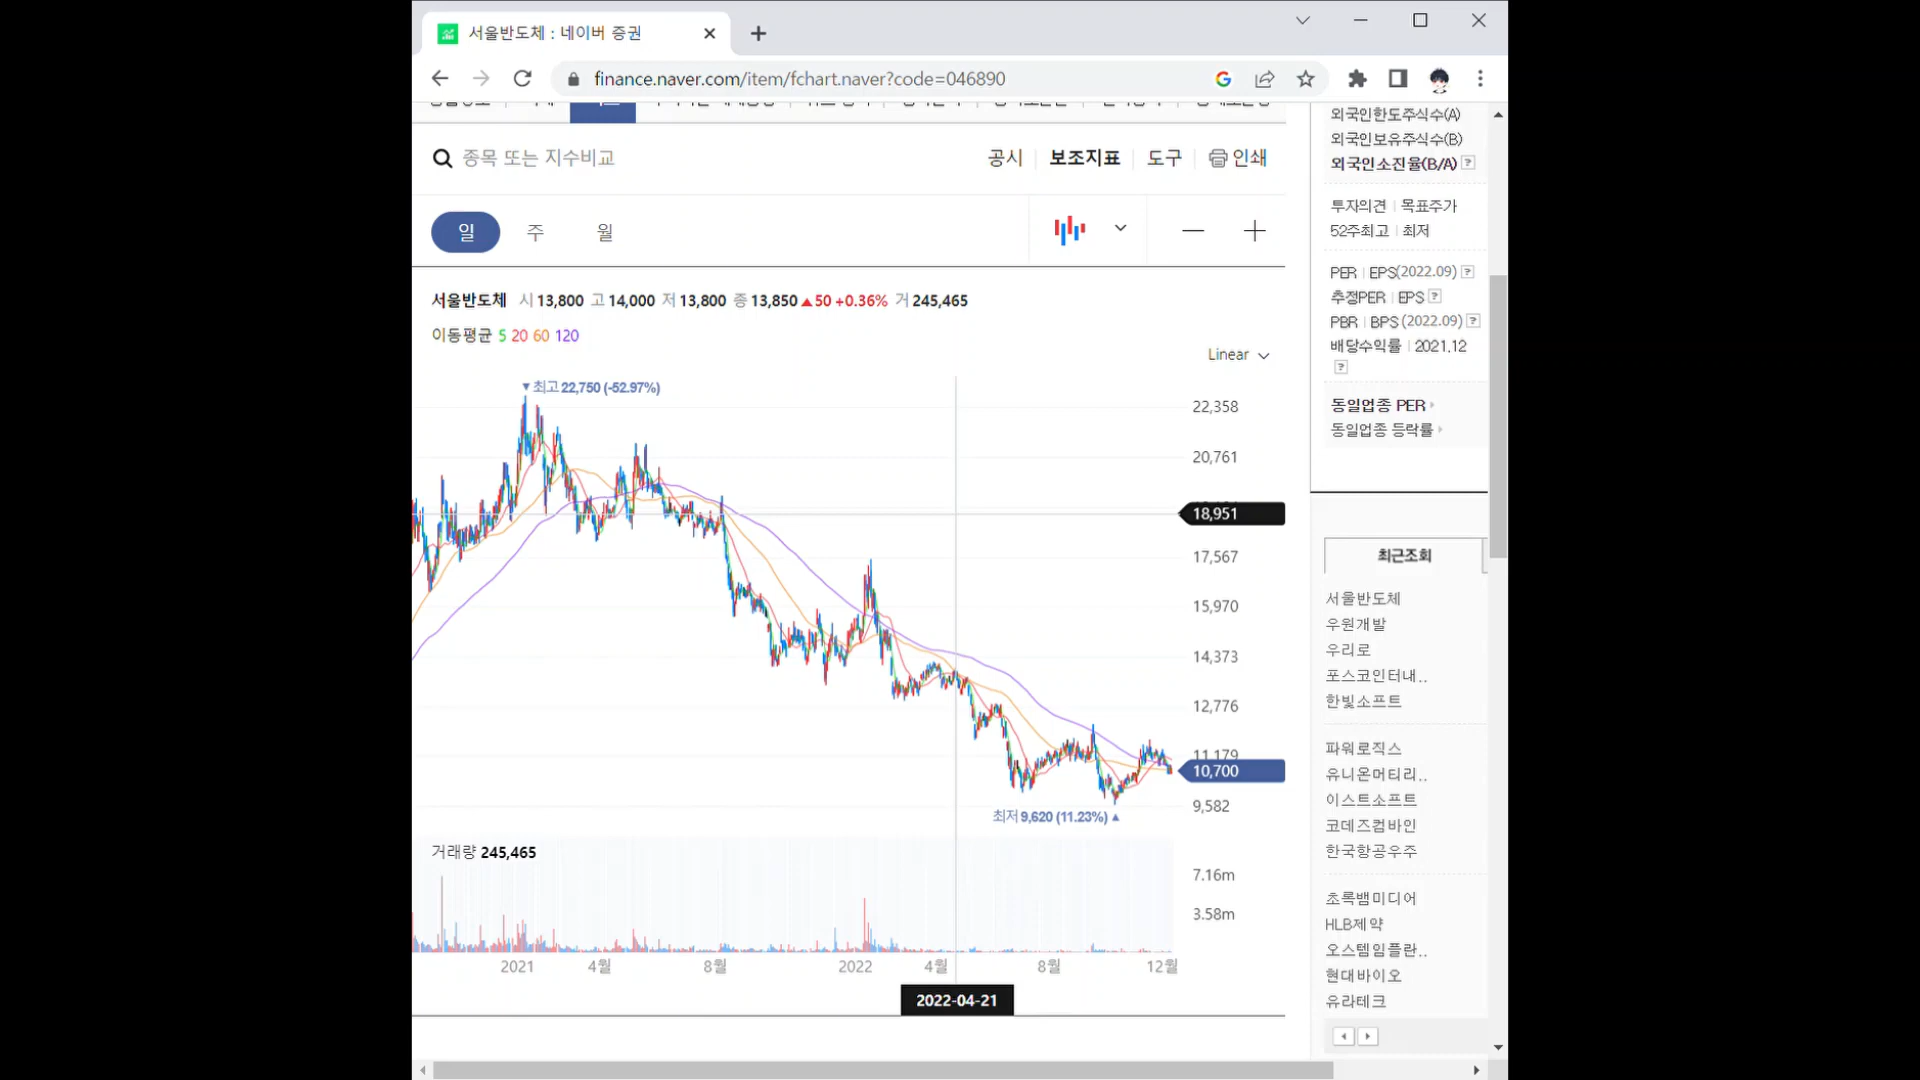 서울반도체 : 네이버 증권
finance.naver.com/item/fchart.naver?code=046890
종목 또는 지수비교
공시 보조지표 도구 인쇄
일 주 월
서울반도체 시 13,800 고 14,000 저 13,800 종 13,850 ▲50 +0.36% 거 245,465
이동평균 5 20 60 120
Linear
▼최고 22,750 (-52.97%)
22,358
20,761
18,951
17,567
15,970
14,373
12,776
11,179
10,700
9,582
최저 9,620 (11.23%) ▲
거래량 245,465
7.16m
3.58m
2021 4월 8월 2022 4월 8월 12월
2022-04-21
외국인한도주식수(A)
외국인보유주식수(B)
외국인소진율(B/A) ?
투자의견 | 목표주가
52주최고 | 최저
PER | EPS(2022.09) ?
추정PER | EPS ?
PBR | BPS (2022.09) ?
배당수익률 | 2021.12
?
동일업종 PER
동일업종 등락률
최근조회
서울반도체
우원개발
우리로
포스코인터내..
한빛소프트
파워로직스
유니온머티리..
이스트소프트
코데즈컴바인
한국항공우주
초록뱀미디어
HLB제약
오스템임플란..
현대바이오
유라테크